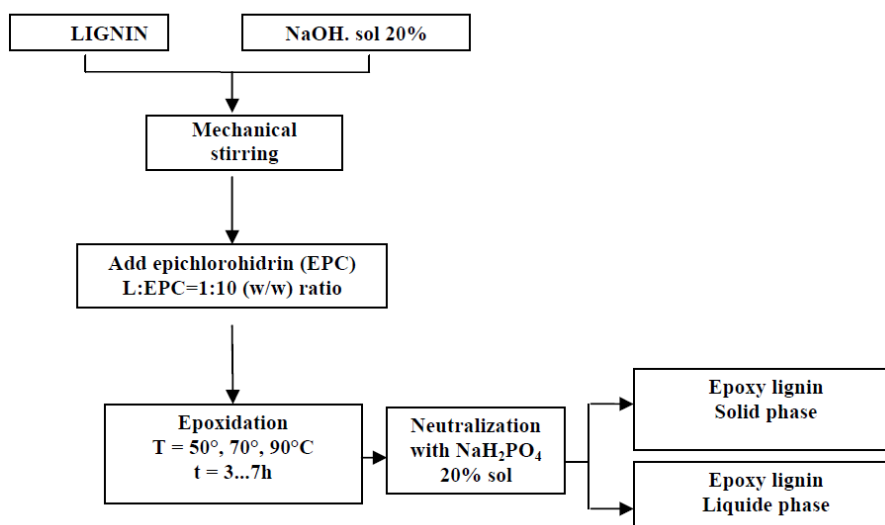 LIGNIN
NaOH. sol 20%
Mechanical
stirring
Add epichlorohidrin (EPC)
L:EPC=1:10 (w/w) ratio
Epoxidation
T = 50°, 70°, 90°C
t = 3...7h
Neutralization
with NaH₂PO₄
20% sol
Epoxy lignin
Solid phase
Epoxy lignin
Liquide phase